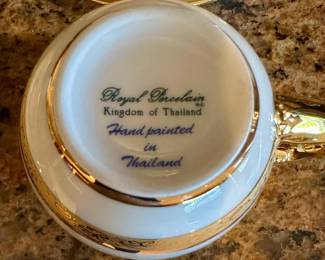 Royal Porcelain
Kingdom of Thailand
Hand painted
in
Thailand